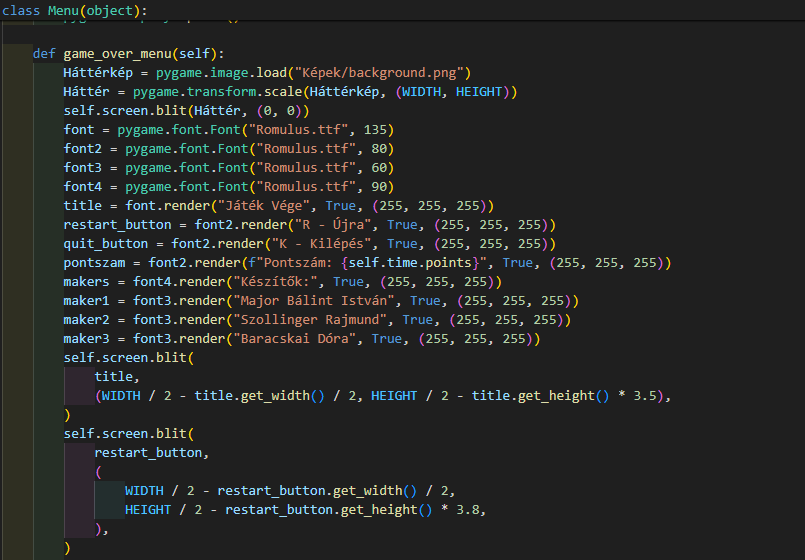 class Menu(object):
    def game_over_menu(self):
        Háttérkép = pygame.image.load("Képek/background.png")
        Háttér = pygame.transform.scale(Háttérkép, (WIDTH, HEIGHT))
        self.screen.blit(Háttér, (0, 0))
        font = pygame.font.Font("Romulus.ttf", 135)
        font2 = pygame.font.Font("Romulus.ttf", 80)
        font3 = pygame.font.Font("Romulus.ttf", 60)
        font4 = pygame.font.Font("Romulus.ttf", 90)
        title = font.render("Játék Vége", True, (255, 255, 255))
        restart_button = font2.render("R - Újra", True, (255, 255, 255))
        quit_button = font2.render("K - Kilépés", True, (255, 255, 255))
        pontszam = font2.render(f"Pontszám: {self.time.points}", True, (255, 255, 255))
        makers = font4.render("Készítők:", True, (255, 255, 255))
        maker1 = font3.render("Major Bálint István", True, (255, 255, 255))
        maker2 = font3.render("Szollinger Rajmund", True, (255, 255, 255))
        maker3 = font3.render("Baracskai Dóra", True, (255, 255, 255))
        self.screen.blit(
            title,
            (WIDTH / 2 - title.get_width() / 2, HEIGHT / 2 - title.get_height() * 3.5),
        )
        self.screen.blit(
            restart_button,
            (
                WIDTH / 2 - restart_button.get_width() / 2,
                HEIGHT / 2 - restart_button.get_height() * 3.8,
            ),
        )